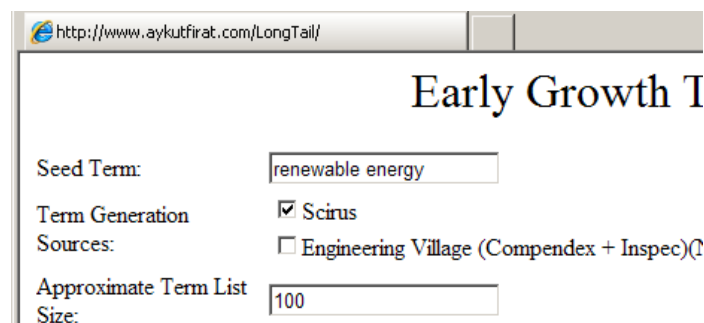 http://www.aykutfirat.com/LongTail/
Early Growth
Seed Term:
renewable energy
Term Generation
Sources:
Scirus
Engineering Village (Compendex + Inspec)
Approximate Term List
Size:
100